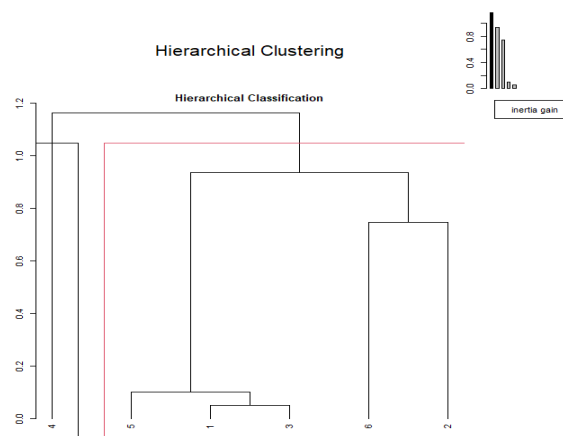 Hierarchical Clustering
0.8
0.4
0.0
inertia gain
Hierarchical Classification
1.2
1.0
0.8
0.6
0.4
0.2
0.0
4 5 1 3 6 2